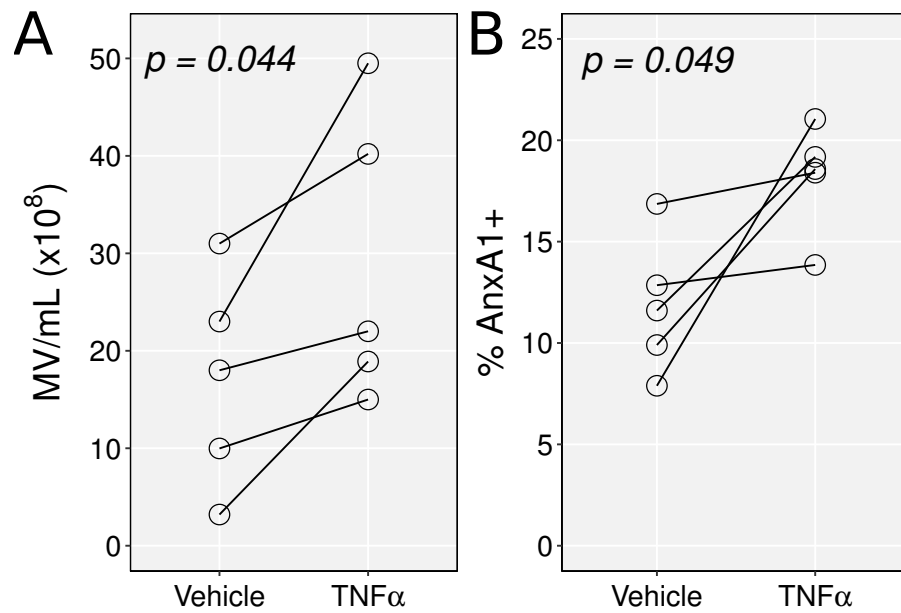 A
p = 0.044
MV/mL (x10⁸)
50
40
30
20
10
0
Vehicle
TNFα
B
p = 0.049
% AnxA1+
25
20
15
10
5
0
Vehicle
TNFα